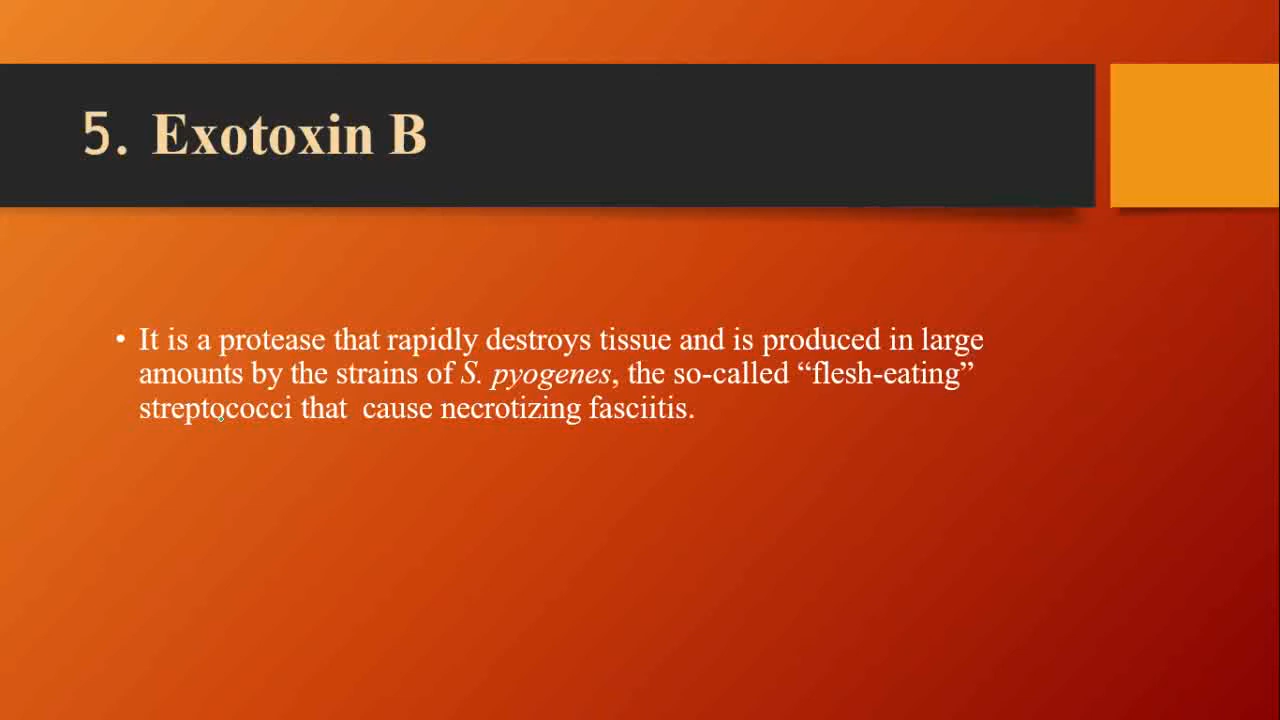 5. Exotoxin B
• It is a protease that rapidly destroys tissue and is produced in large
amounts by the strains of S. pyogenes, the so-called “flesh-eating”
streptococci that  cause necrotizing fasciitis.